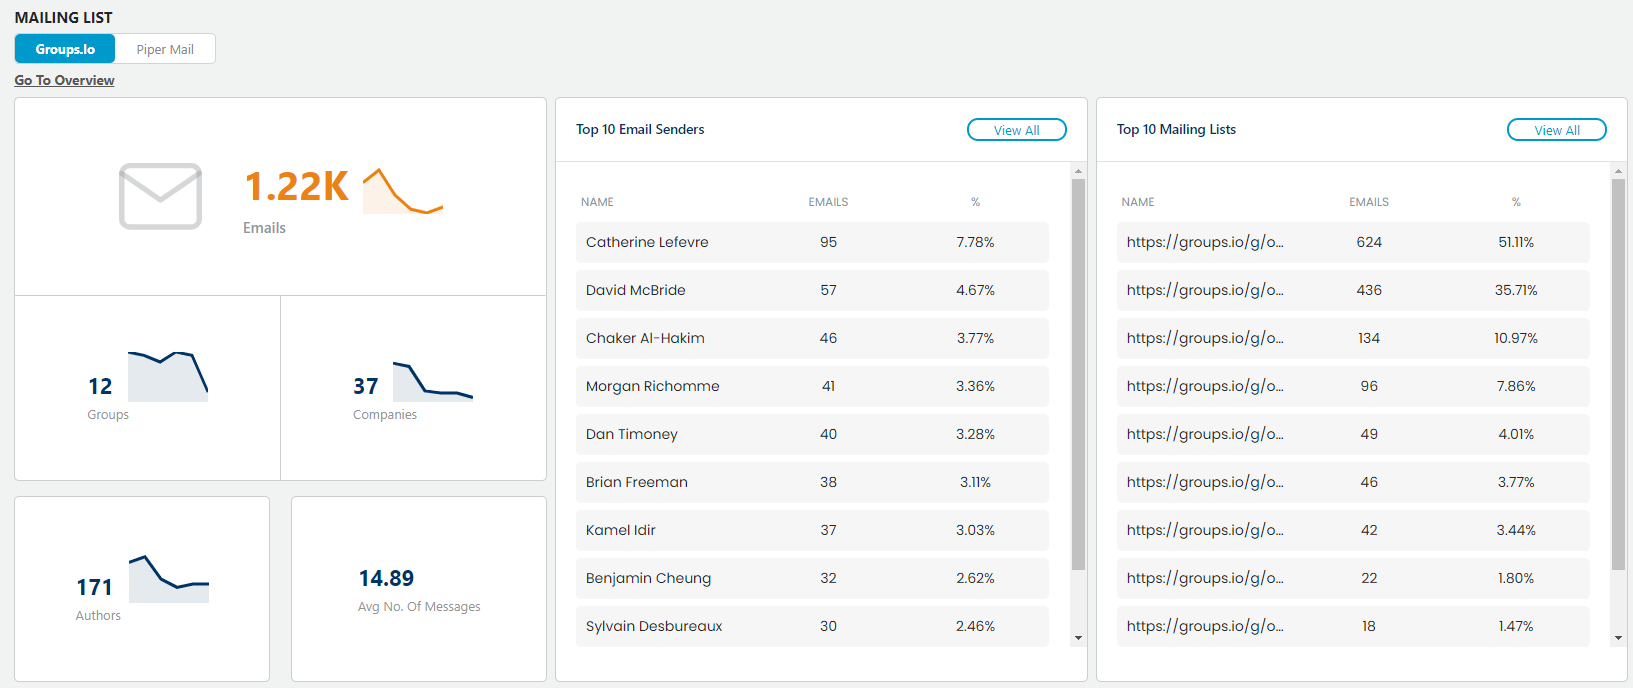 MAILING LIST
Groups.Io Piper Mail
Go To Overview
1.22K
Emails
12
Groups
37
Companies
171
Authors
14.89
Avg No. Of Messages
Top 10 Email Senders View All
NAME EMAILS %
Catherine Lefevre 95 7.78%
David McBride 57 4.67%
Chaker Al-Hakim 46 3.77%
Morgan Richomme 41 3.36%
Dan Timoney 40 3.28%
Brian Freeman 38 3.11%
Kamel Idir 37 3.03%
Benjamin Cheung 32 2.62%
Sylvain Desbureaux 30 2.46%
Top 10 Mailing Lists View All
NAME EMAILS %
https://groups.io/g/o... 624 51.11%
https://groups.io/g/o... 436 35.71%
https://groups.io/g/o... 134 10.97%
https://groups.io/g/o... 96 7.86%
https://groups.io/g/o... 49 4.01%
https://groups.io/g/o... 46 3.77%
https://groups.io/g/o... 42 3.44%
https://groups.io/g/o... 22 1.80%
https://groups.io/g/o... 18 1.47%